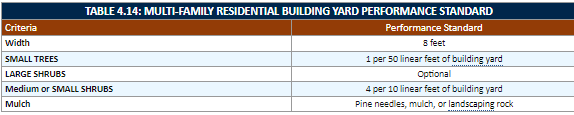 TABLE 4.14: MULTI-FAMILY RESIDENTIAL BUILDING YARD PERFORMANCE STANDARD
Criteria Performance Standard
Width 8 feet
SMALL TREES 1 per 50 linear feet of building yard
LARGE SHRUBS Optional
Medium or SMALL SHRUBS 4 per 10 linear feet of building yard
Mulch Pine needles, mulch, or landscaping rock